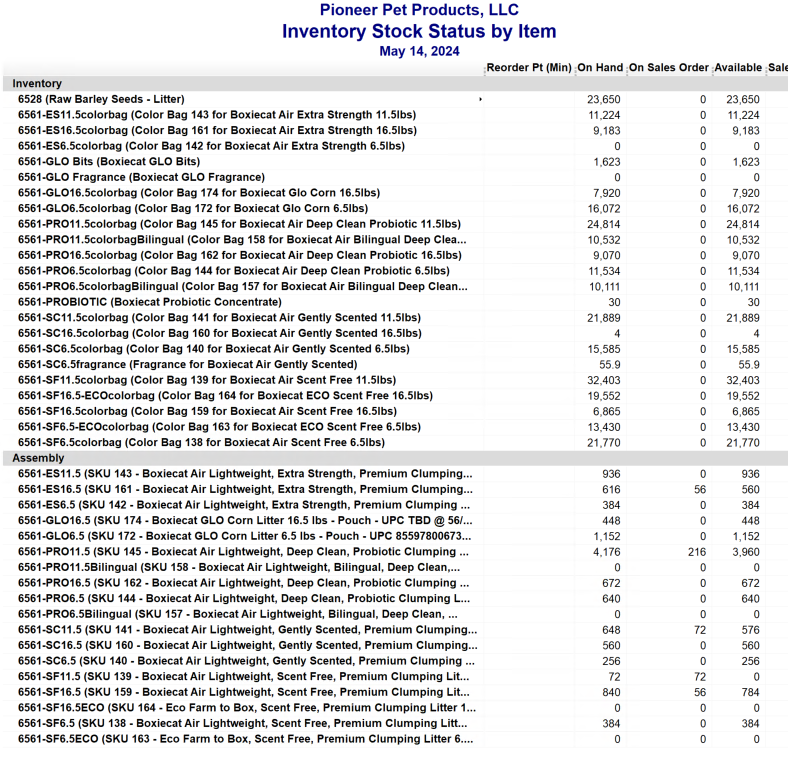 Pioneer Pet Products, LLC
Inventory Stock Status by Item
May 14, 2024
Reorder Pt (Min) On Hand On Sales Order Available Sale
Inventory
6528 (Raw Barley Seeds - Litter) 23,650 0 23,650
6561-ES11.5colorbag (Color Bag 143 for Boxiecat Air Extra Strength 11.5lbs) 11,224 0 11,224
6561-ES16.5colorbag (Color Bag 161 for Boxiecat Air Extra Strength 16.5lbs) 9,183 0 9,183
6561-ES6.5colorbag (Color Bag 142 for Boxiecat Air Extra Strength 6.5lbs) 0 0 0
6561-GLO Bits (Boxiecat GLO Bits) 1,623 0 1,623
6561-GLO Fragrance (Boxiecat GLO Fragrance) 0 0 0
6561-GLO16.5colorbag (Color Bag 174 for Boxiecat Glo Corn 16.5lbs) 7,920 0 7,920
6561-GLO6.5colorbag (Color Bag 172 for Boxiecat Glo Corn 6.5lbs) 16,072 0 16,072
6561-PRO11.5colorbag (Color Bag 145 for Boxiecat Air Deep Clean Probiotic 11.5lbs) 24,814 0 24,814
6561-PRO11.5colorbagBilingual (Color Bag 158 for Boxiecat Air Bilingual Deep Clea... 10,532 0 10,532
6561-PRO16.5colorbag (Color Bag 162 for Boxiecat Air Deep Clean Probiotic 16.5lbs) 9,070 0 9,070
6561-PRO6.5colorbag (Color Bag 144 for Boxiecat Air Deep Clean Probiotic 6.5lbs) 11,534 0 11,534
6561-PRO6.5colorbagBilingual (Color Bag 157 for Boxiecat Air Bilingual Deep Clean... 10,111 0 10,111
6561-PROBIOTIC (Boxiecat Probiotic Concentrate) 30 0 30
6561-SC11.5colorbag (Color Bag 141 for Boxiecat Air Gently Scented 11.5lbs) 21,889 0 21,889
6561-SC16.5colorbag (Color Bag 160 for Boxiecat Air Gently Scented 16.5lbs) 4 0 4
6561-SC6.5colorbag (Color Bag 140 for Boxiecat Air Gently Scented 6.5lbs) 15,585 0 15,585
6561-SC6.5fragrance (Fragrance for Boxiecat Air Gently Scented) 55.9 0 55.9
6561-SF11.5colorbag (Color Bag 139 for Boxiecat Air Scent Free 11.5lbs) 32,403 0 32,403
6561-SF16.5-ECOcolorbag (Color Bag 164 for Boxiecat ECO Scent Free 16.5lbs) 19,552 0 19,552
6561-SF16.5colorbag (Color Bag 159 for Boxiecat Air Scent Free 16.5lbs) 6,865 0 6,865
6561-SF6.5-ECOcolorbag (Color Bag 163 for Boxiecat ECO Scent Free 6.5lbs) 13,430 0 13,430
6561-SF6.5colorbag (Color Bag 138 for Boxiecat Air Scent Free 6.5lbs) 21,770 0 21,770
Assembly
6561-ES11.5 (SKU 143 - Boxiecat Air Lightweight, Extra Strength, Premium Clumping... 936 0 936
6561-ES16.5 (SKU 161 - Boxiecat Air Lightweight, Extra Strength, Premium Clumping... 616 56 560
6561-ES6.5 (SKU 142 - Boxiecat Air Lightweight, Extra Strength, Premium Clumping ... 384 0 384
6561-GLO16.5 (SKU 174 - Boxiecat GLO Corn Litter 16.5 lbs - Pouch - UPC TBD @ 56/... 448 0 448
6561-GLO6.5 (SKU 172 - Boxiecat GLO Corn Litter 6.5 lbs - Pouch - UPC 85597800673... 1,152 0 1,152
6561-PRO11.5 (SKU 145 - Boxiecat Air Lightweight, Deep Clean, Probiotic Clumping ... 4,176 216 3,960
6561-PRO11.5Bilingual (SKU 158 - Boxiecat Air Lightweight, Bilingual, Deep Clean,... 0 0 0
6561-PRO16.5 (SKU 162 - Boxiecat Air Lightweight, Deep Clean, Probiotic Clumping... 672 0 672
6561-PRO6.5 (SKU 144 - Boxiecat Air Lightweight, Deep Clean, Probiotic Clumping L... 640 0 640
6561-PRO6.5Bilingual (SKU 157 - Boxiecat Air Lightweight, Bilingual, Deep Clean, ... 0 0 0
6561-SC11.5 (SKU 141 - Boxiecat Air Lightweight, Gently Scented, Premium Clumping... 648 72 576
6561-SC16.5 (SKU 160 - Boxiecat Air Lightweight, Gently Scented, Premium Clumping... 560 0 560
6561-SC6.5 (SKU 140 - Boxiecat Air Lightweight, Gently Scented, Premium Clumping ... 256 0 256
6561-SF11.5 (SKU 139 - Boxiecat Air Lightweight, Scent Free, Premium Clumping Lit... 72 72 0
6561-SF16.5 (SKU 159 - Boxiecat Air Lightweight, Scent Free, Premium Clumping Lit... 840 56 784
6561-SF16.5ECO (SKU 164 - Eco Farm to Box, Scent Free, Premium Clumping Litter 1... 0 0 0
6561-SF6.5 (SKU 138 - Boxiecat Air Lightweight, Scent Free, Premium Clumping Litt... 384 0 384
6561-SF6.5ECO (SKU 163 - Eco Farm to Box, Scent Free, Premium Clumping Litter 6.... 0 0 0